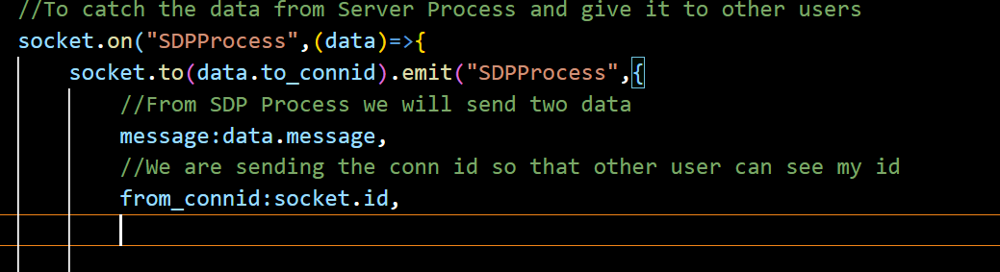 //To catch the data from Server Process and give it to other users
socket.on("SDPProcess",(data)=>{
socket.to(data.to_connid).emit("SDPPProcess",{
//From SDP Process we will send two data
message:data.message,
//We are sending the conn id so that other user can see my id
from_connid:socket.id,